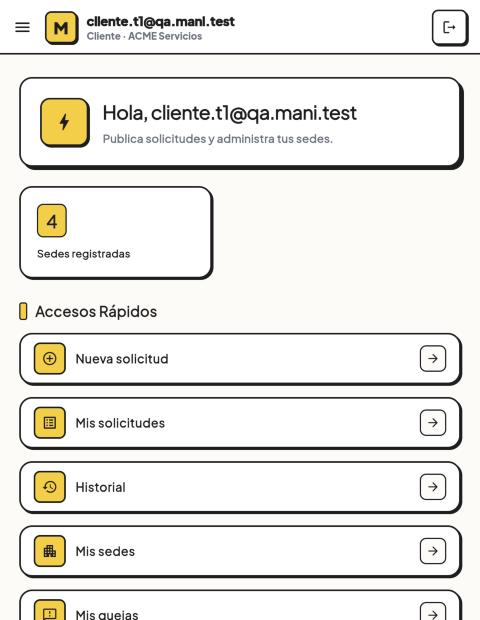 M
cliente.t1@qa.mani.test
Cliente · ACME Servicios
Hola, cliente.t1@qa.mani.test
Publica solicitudes y administra tus sedes.
4
Sedes registradas
Accesos Rápidos
Nueva solicitud
Mis solicitudes
Historial
Mis sedes
Mis quejas